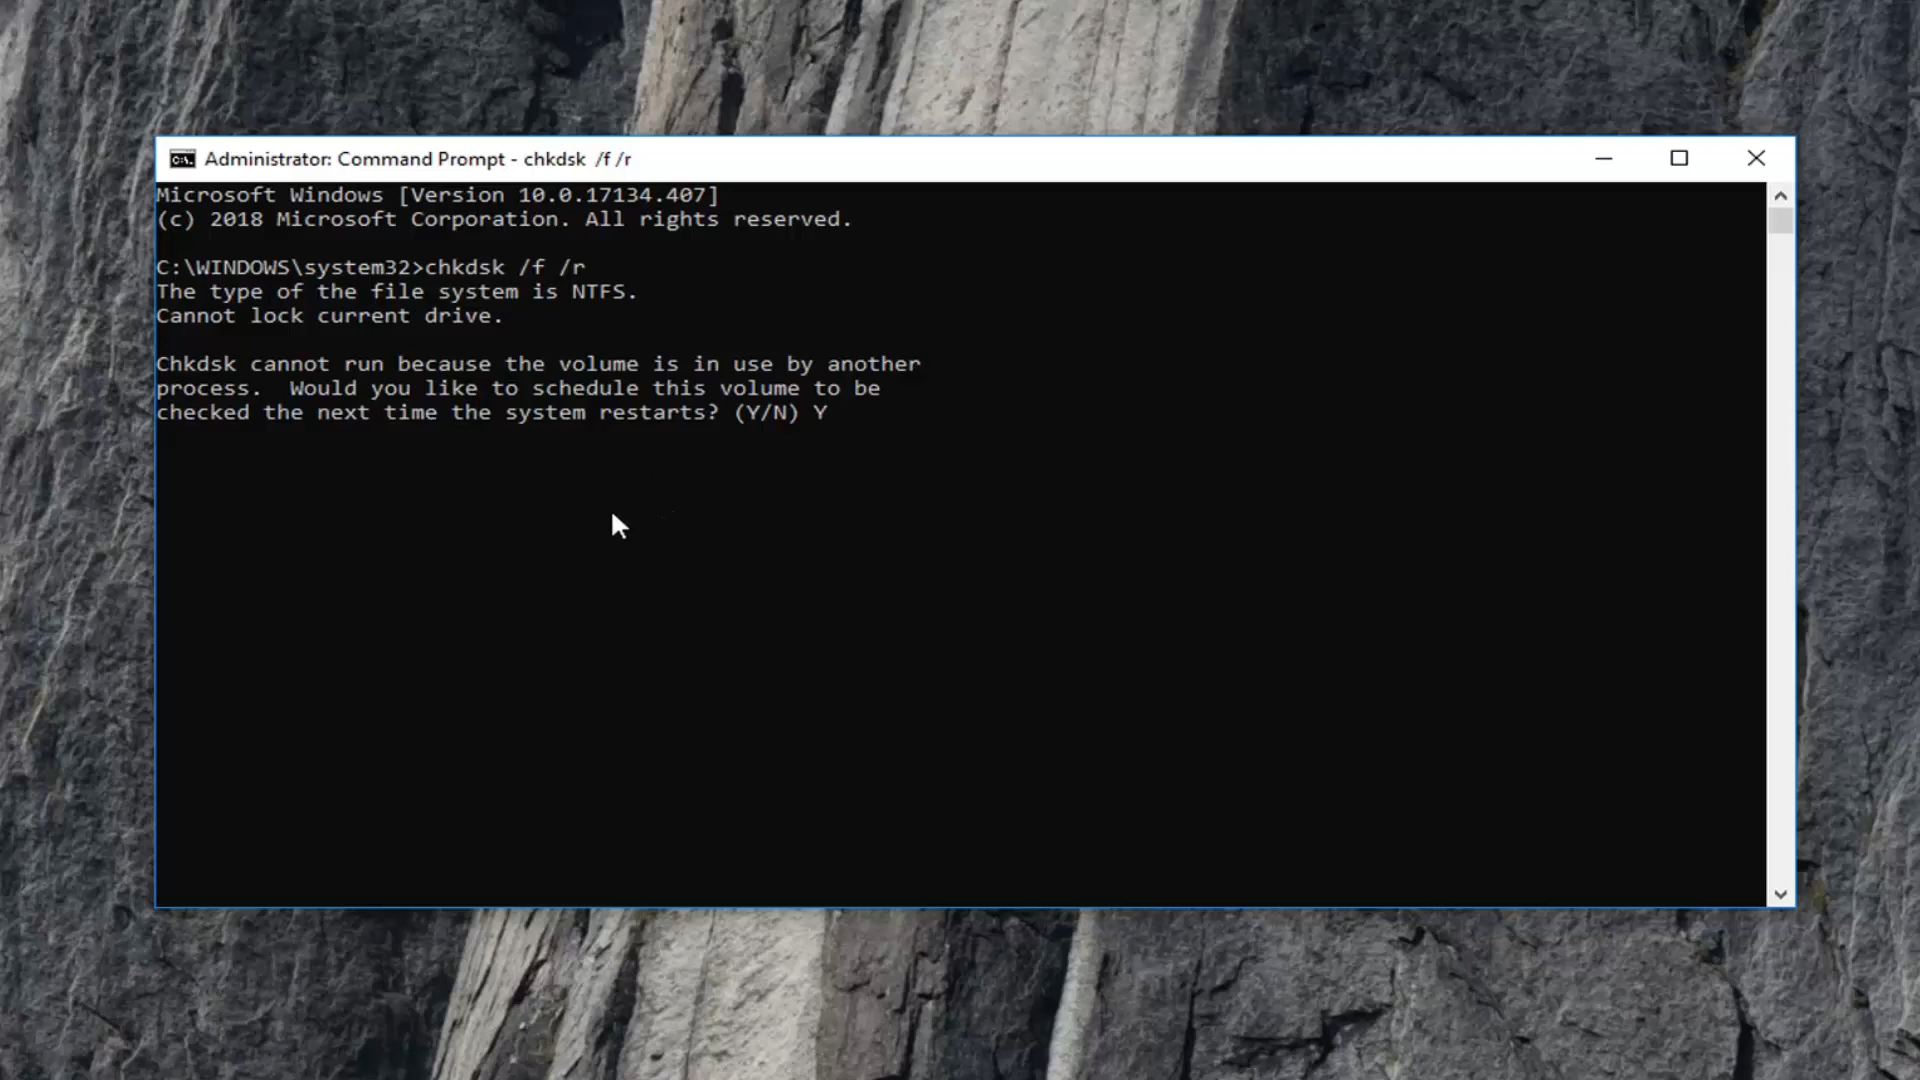 Administrator: Command Prompt - chkdsk  /f /r
Microsoft Windows [Version 10.0.17134.407]
(c) 2018 Microsoft Corporation. All rights reserved.
C:\WINDOWS\system32>chkdsk /f /r
The type of the file system is NTFS.
Cannot lock current drive.
Chkdsk cannot run because the volume is in use by another
process.  Would you like to schedule this volume to be
checked the next time the system restarts? (Y/N) Y